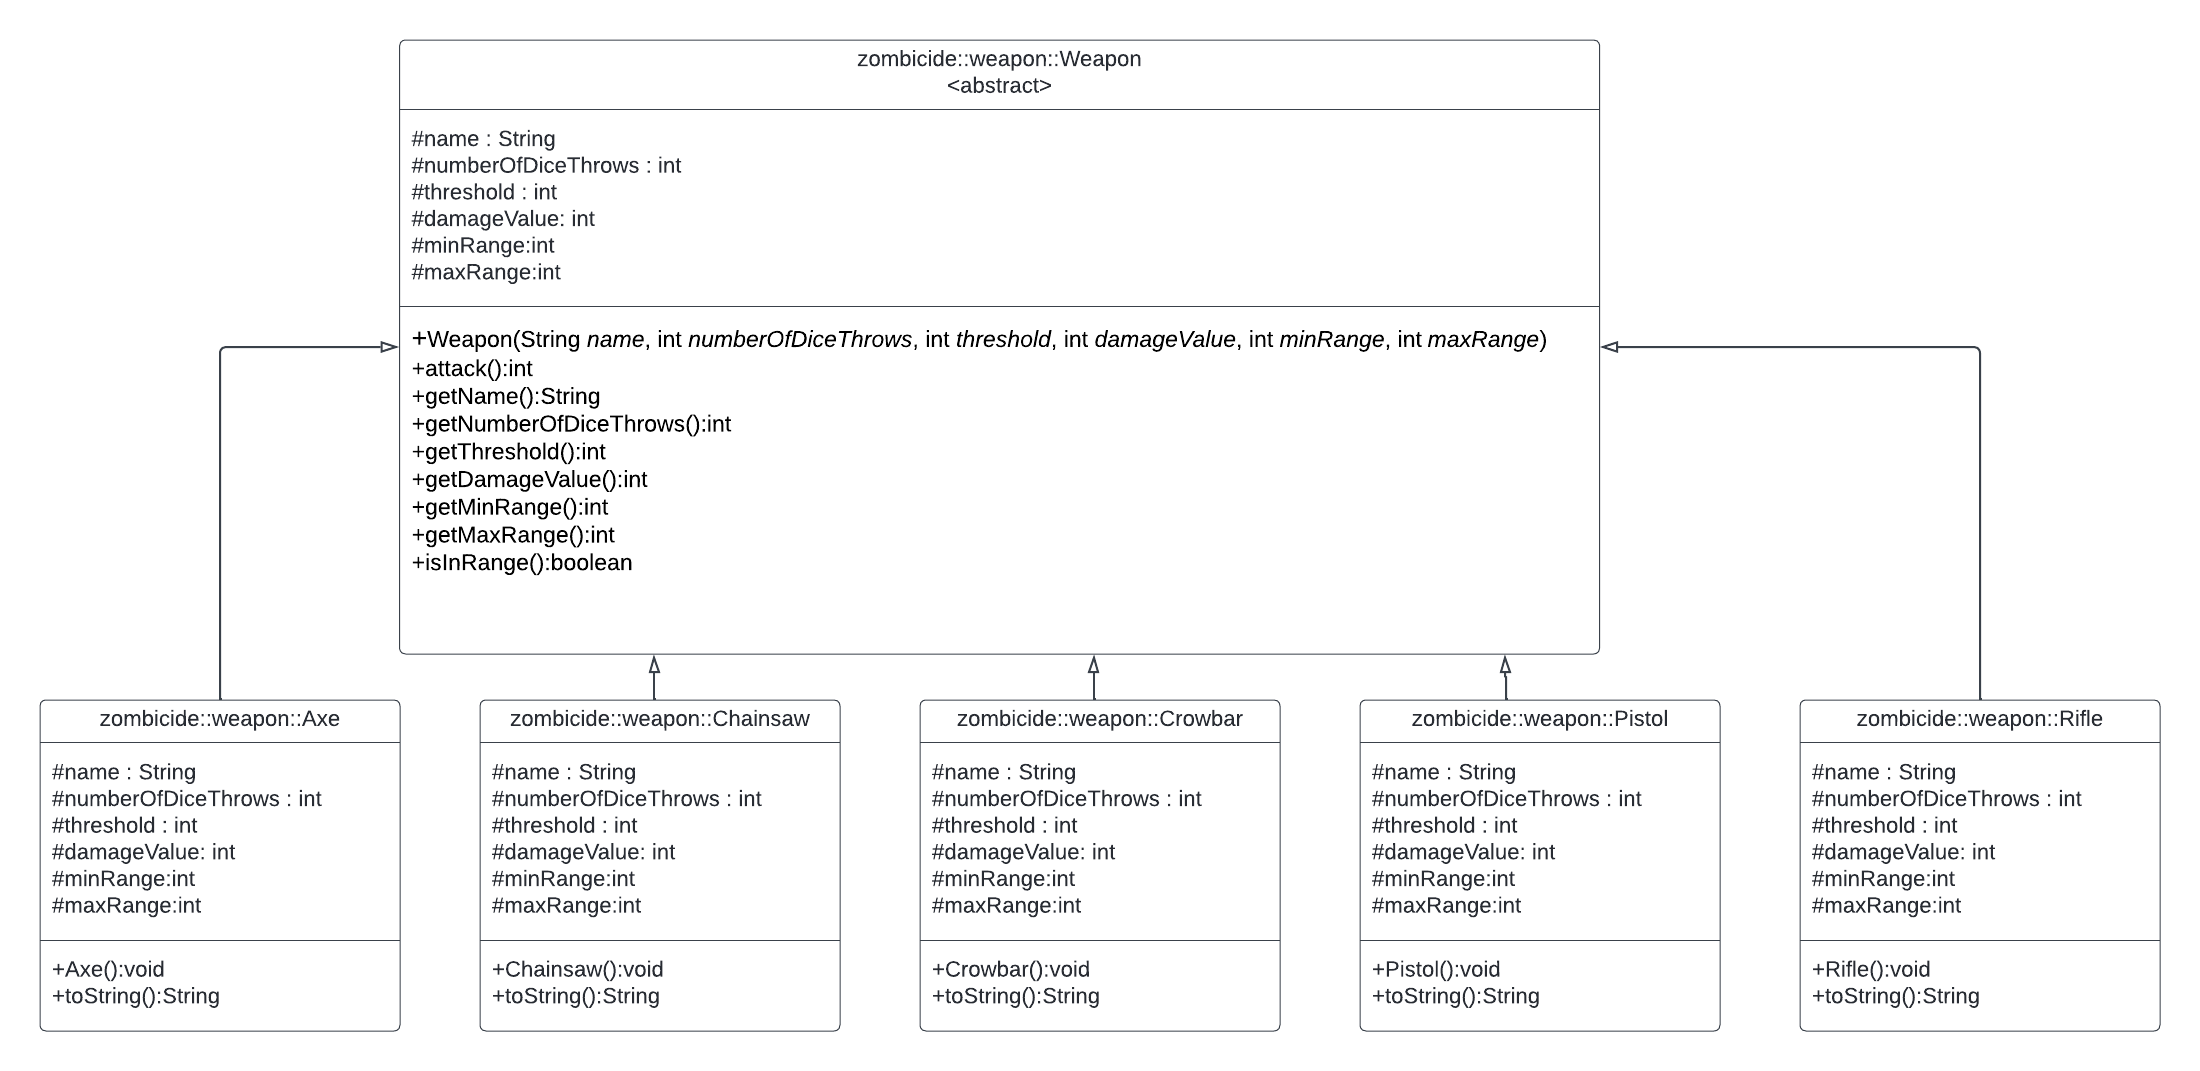 zombicide::weapon::Weapon
<abstract>
#name : String
#numberOfDiceThrows : int
#threshold : int
#damageValue: int
#minRange:int
#maxRange:int
+Weapon(String name, int numberOfDiceThrows, int threshold, int damageValue, int minRange, int maxRange)
+attack():int
+getName():String
+getNumberOfDiceThrows():int
+getThreshold():int
+getDamageValue():int
+getMinRange():int
+getMaxRange():int
+isInRange():boolean
zombicide::weapon::Axe
#name : String
#numberOfDiceThrows : int
#threshold : int
#damageValue: int
#minRange:int
#maxRange:int
+Axe():void
+toString():String
zombicide::weapon::Chainsaw
#name : String
#numberOfDiceThrows : int
#threshold : int
#damageValue: int
#minRange:int
#maxRange:int
+Chainsaw():void
+toString():String
zombicide::weapon::Crowbar
#name : String
#numberOfDiceThrows : int
#threshold : int
#damageValue: int
#minRange:int
#maxRange:int
+Crowbar():void
+toString():String
zombicide::weapon::Pistol
#name : String
#numberOfDiceThrows : int
#threshold : int
#damageValue: int
#minRange:int
#maxRange:int
+Pistol():void
+toString():String
zombicide::weapon::Rifle
#name : String
#numberOfDiceThrows : int
#threshold : int
#damageValue: int
#minRange:int
#maxRange:int
+Rifle():void
+toString():String